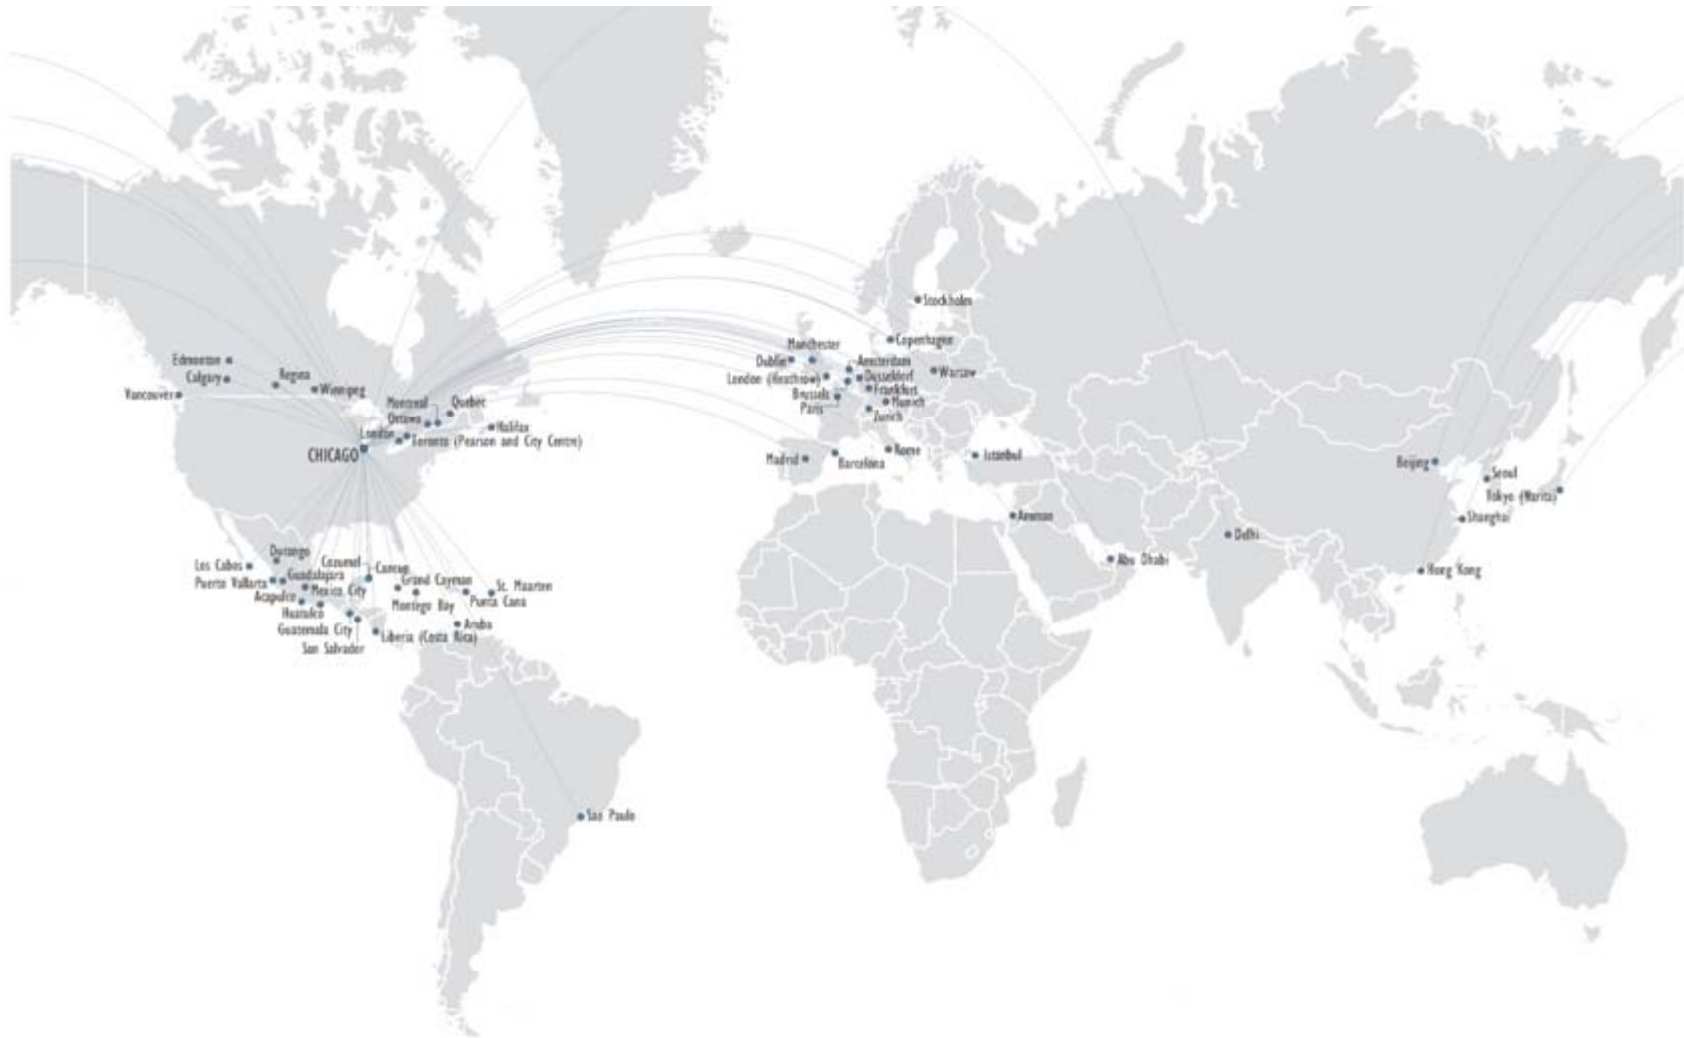 Stockholm
Copenhagen
Manchester
Dublin
Amsterdam
Edmonton
London (Heathrow)
Dusseldorf
Warsaw
Calgary
Regina
Winnipeg
Frankfurt
Vancouver
Brussels
Munich
Paris
Montreal
Quebec
Zurich
Ottawa
Halifax
London
Toronto (Pearson and City Centre)
CHICAGO
Rome
Istanbul
Madrid
Barcelona
Beijing
Seoul
Tokyo (Narita)
Amman
Shanghai
Delhi
Durango
Cozumel
Abu Dhabi
Los Cabos
Cancun
Hong Kong
Puerto Vallarta
Guadalajara
Grand Cayman
St. Maarten
Acapulco
Mexico City
Montego Bay
Punta Cana
Huatulco
Aruba
Guatemala City
Liberia (Costa Rica)
San Salvador
Sao Paulo